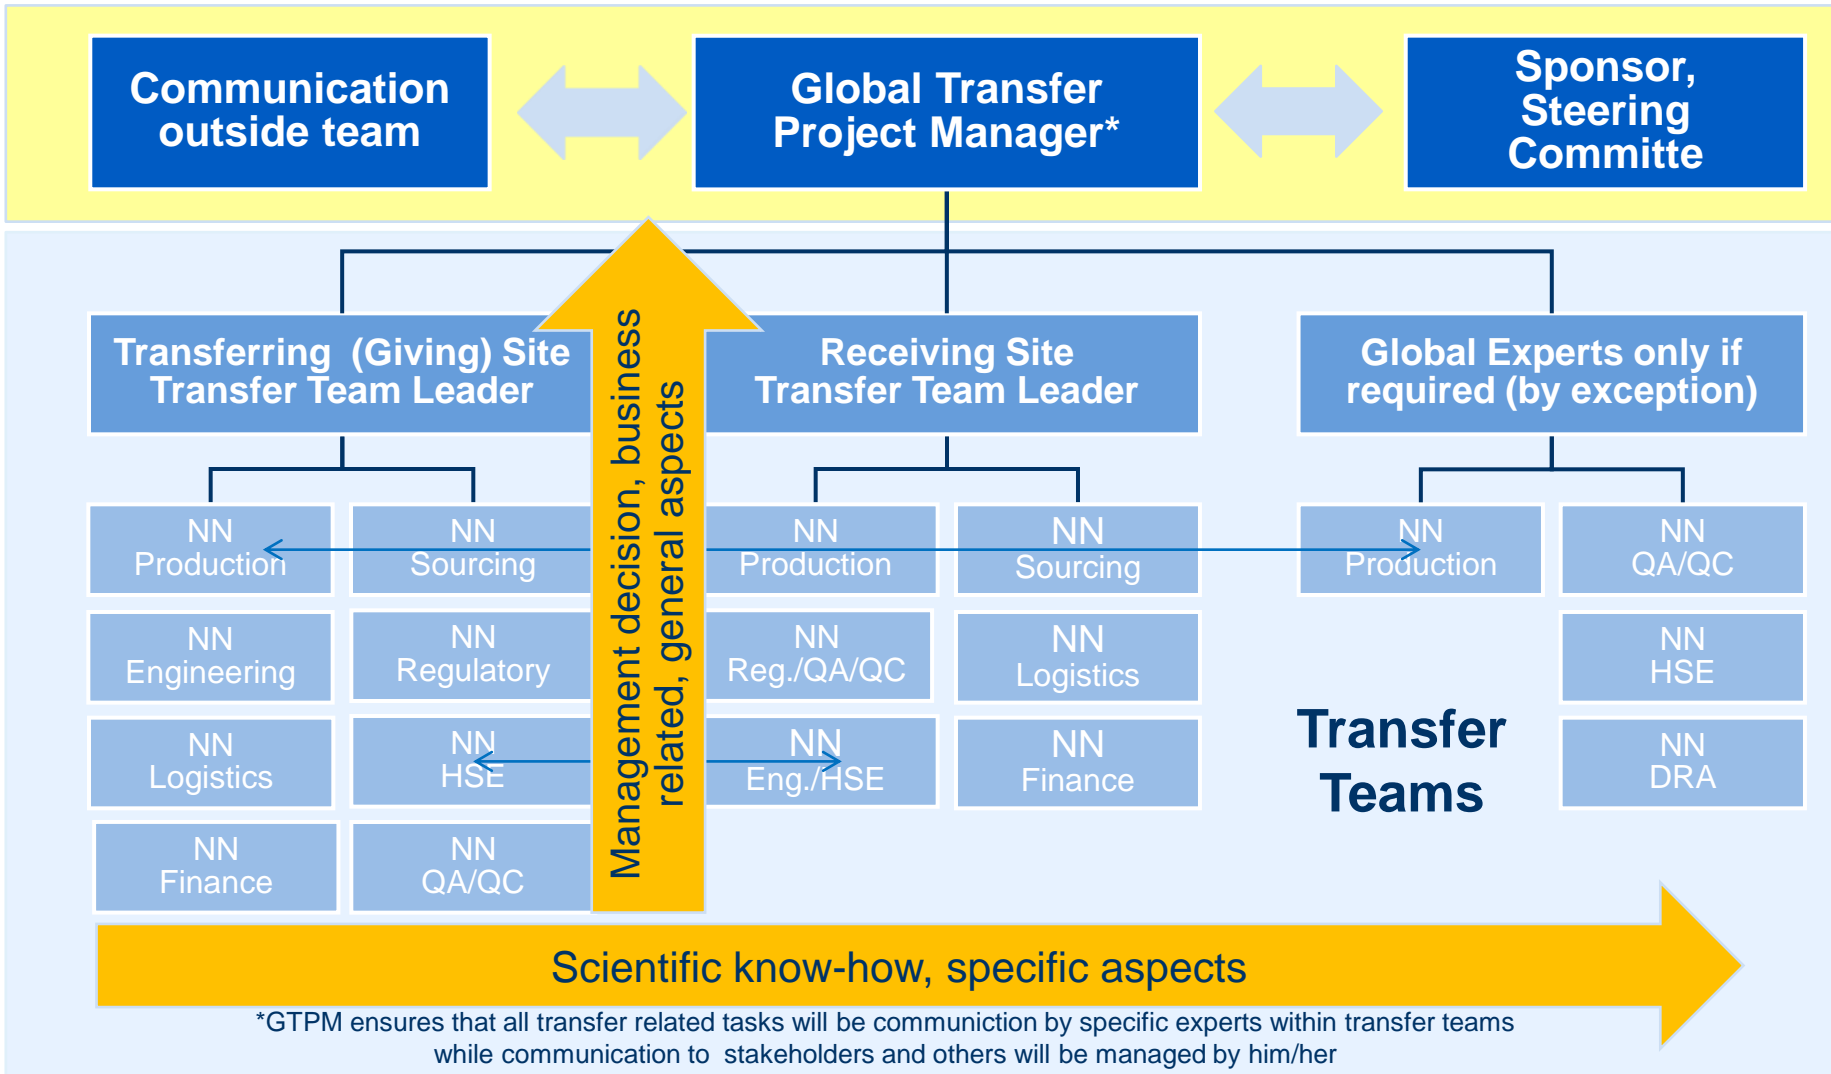 Communication
outside team
Global Transfer
Project Manager*
Sponsor,
Steering
Committe
Transferring (Giving) Site
Transfer Team Leader
Receiving Site
Transfer Team Leader
Global Experts only if
required (by exception)
Management decision, business
related, general aspects
NN
Production
NN
Sourcing
NN
Engineering
NN
Regulatory
NN
Logistics
NN
HSE
NN
Finance
NN
QA/QC
NN
Production
NN
Sourcing
NN
Reg./QA/QC
NN
Logistics
NN
Eng./HSE
NN
Finance
NN
Production
NN
QA/QC
NN
HSE
NN
DRA
Transfer
Teams
Scientific know-how, specific aspects
*GTPM ensures that all transfer related tasks will be communiction by specific experts within transfer teams
while communication to stakeholders and others will be managed by him/her